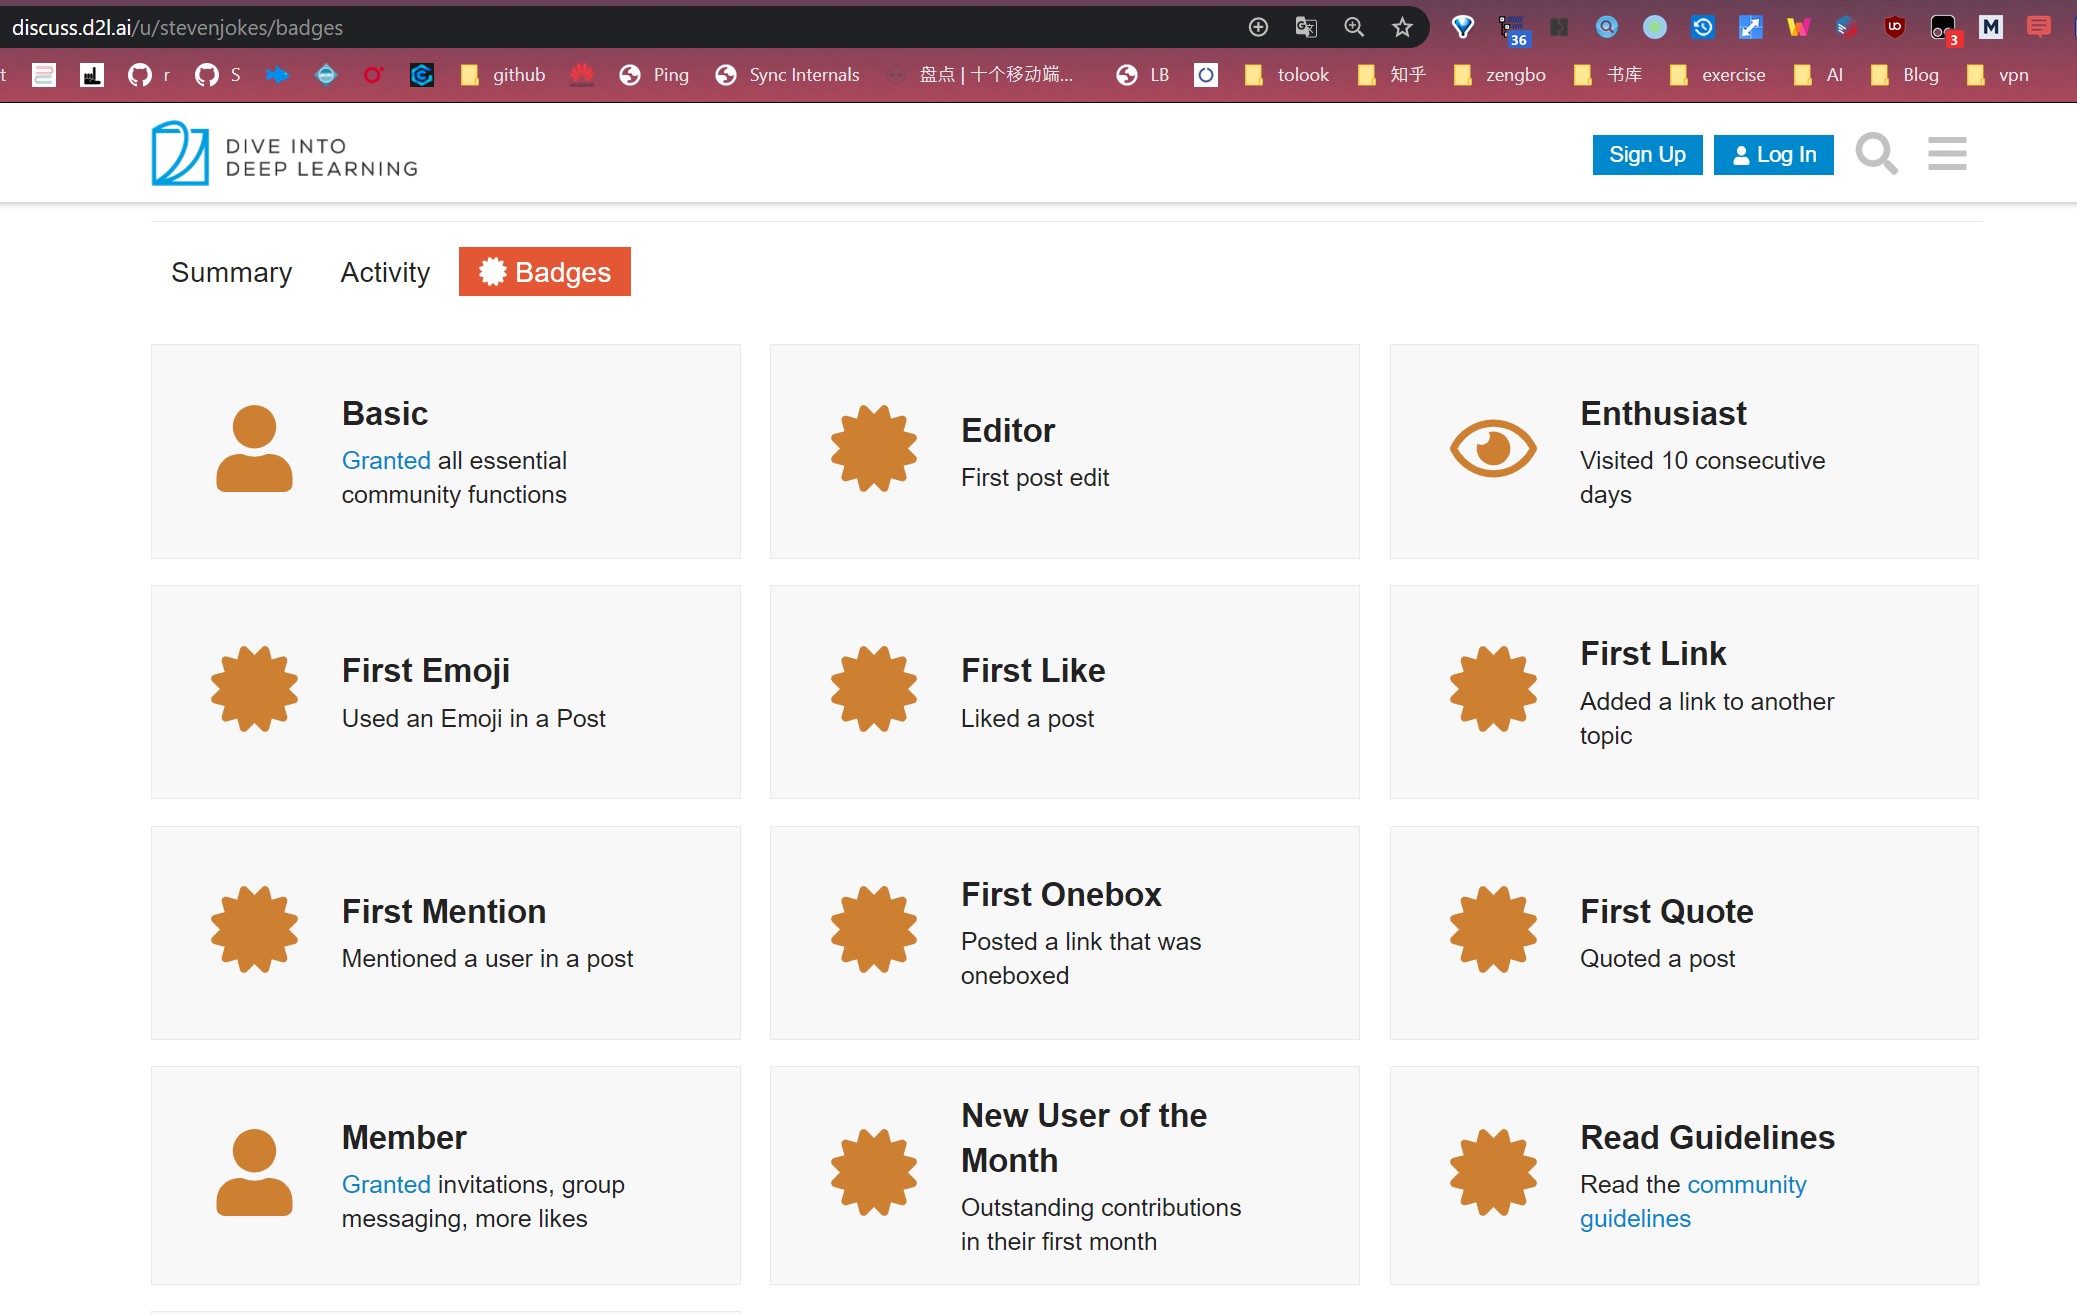 discuss.d2l.ai/u/stevenjokes/badges
36
3
M
t
r
S
github
Ping
Sync Internals
盘点 | 十个移动端...
LB
tolook
知乎
zengbo
书库
exercise
AI
Blog
vpn
DIVE INTO
DEEP LEARNING
Sign Up
Log In
Summary
Activity
Badges
Basic
Granted all essential
community functions
Editor
First post edit
Enthusiast
Visited 10 consecutive
days
First Emoji
Used an Emoji in a Post
First Like
Liked a post
First Link
Added a link to another
topic
First Mention
Mentioned a user in a post
First Onebox
Posted a link that was
oneboxed
First Quote
Quoted a post
Member
Granted invitations, group
messaging, more likes
New User of the
Month
Outstanding contributions
in their first month
Read Guidelines
Read the community
guidelines